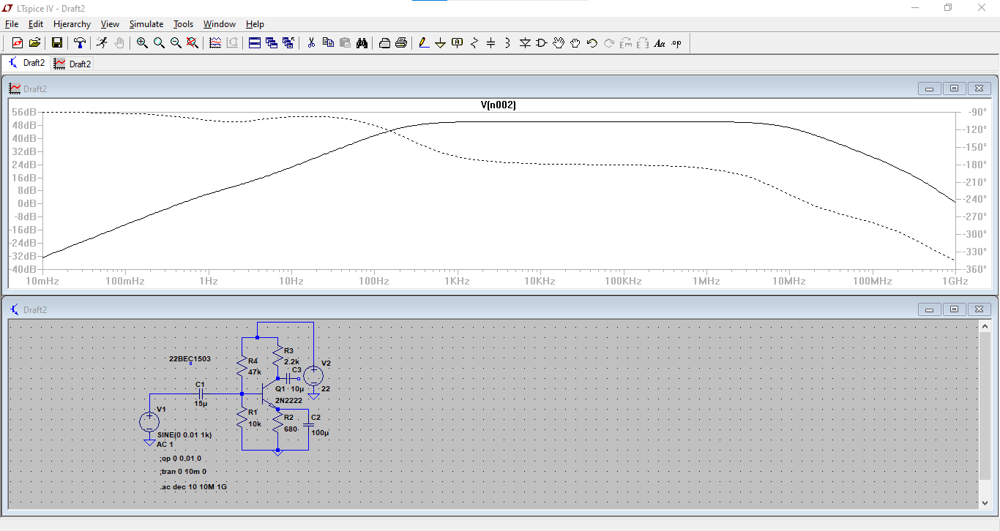 LTspice IV - Draft2
File Edit Hierarchy View Simulate Tools Window Help
Aa .op
Draft2 Draft2
Draft2
V(n002)
56dB -90°
48dB -120°
40dB -150°
32dB -180°
24dB -210°
16dB -240°
8dB -270°
0dB -300°
-8dB -330°
-16dB -360°
-24dB
-32dB
-40dB
10mHz 100mHz 1Hz 10Hz 100Hz 1KHz 10KHz 100KHz 1MHz 10MHz 100MHz 1GHz
Draft2
22BEC1503
R4
47k
R3
2.2k
C3
10µ
V2
22
C1
15µ
Q1
2N2222
V1
R1
10k
R2
680
C2
100µ
SINE(0 0.01 1k)
AC 1
;op 0 0.01 0
;tran 0 10m 0
.ac dec 10 10M 1G